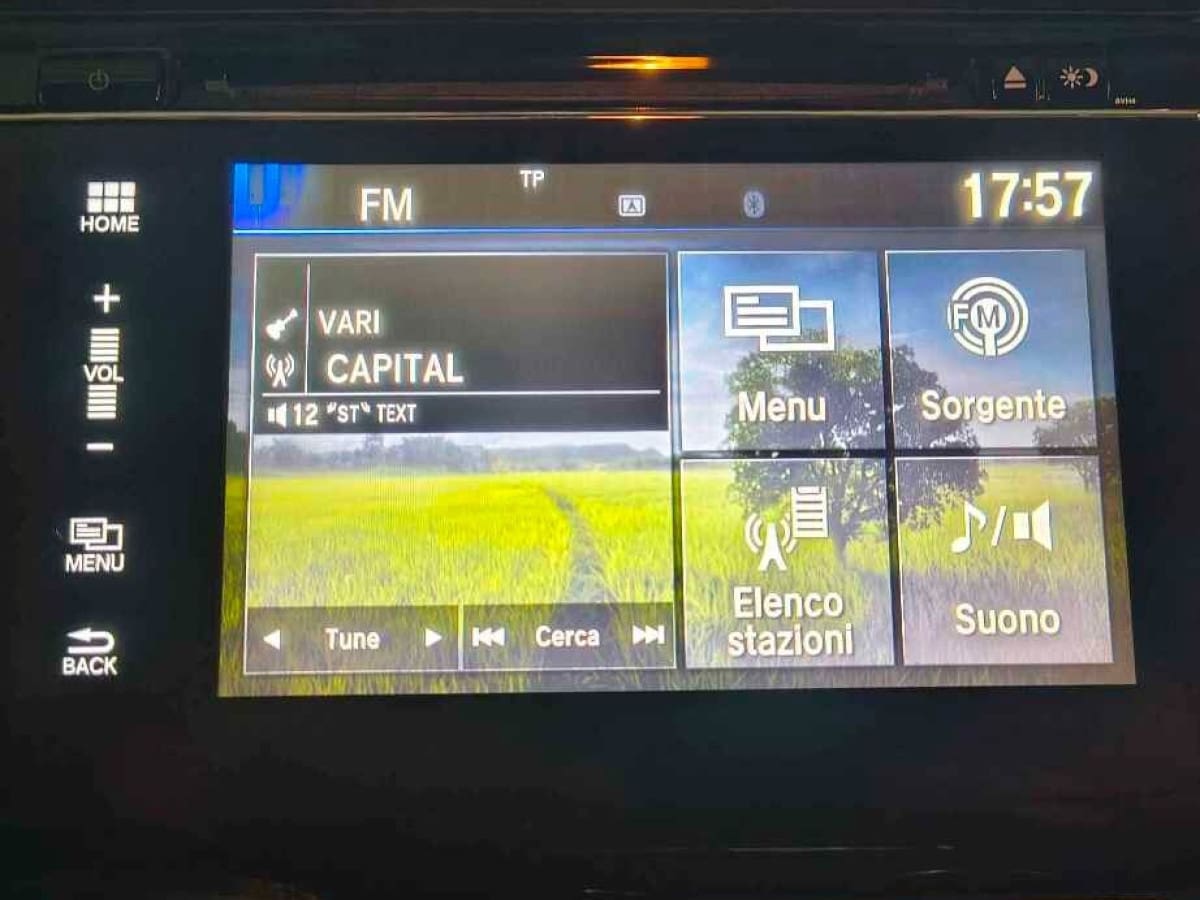 HOME
VOL
MENU
BACK
FM
TP
17:57
VARI
CAPITAL
12 "ST" TEXT
Tune
Cerca
Menu
FM
Sorgente
Elenco
stazioni
Suono